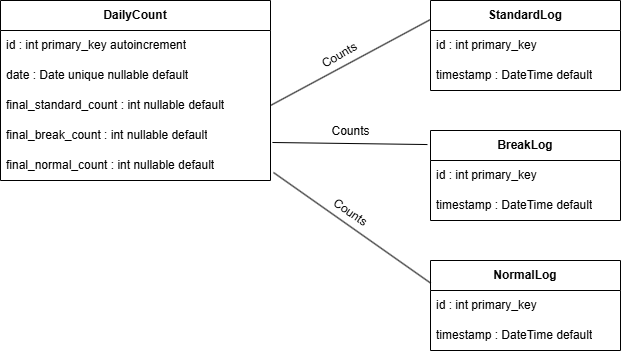 DailyCount
id : int primary_key autoincrement
date : Date unique nullable default
final_standard_count : int nullable default
final_break_count : int nullable default
final_normal_count : int nullable default
Counts
Counts
Counts
StandardLog
id : int primary_key
timestamp : DateTime default
BreakLog
id : int primary_key
timestamp : DateTime default
NormalLog
id : int primary_key
timestamp : DateTime default